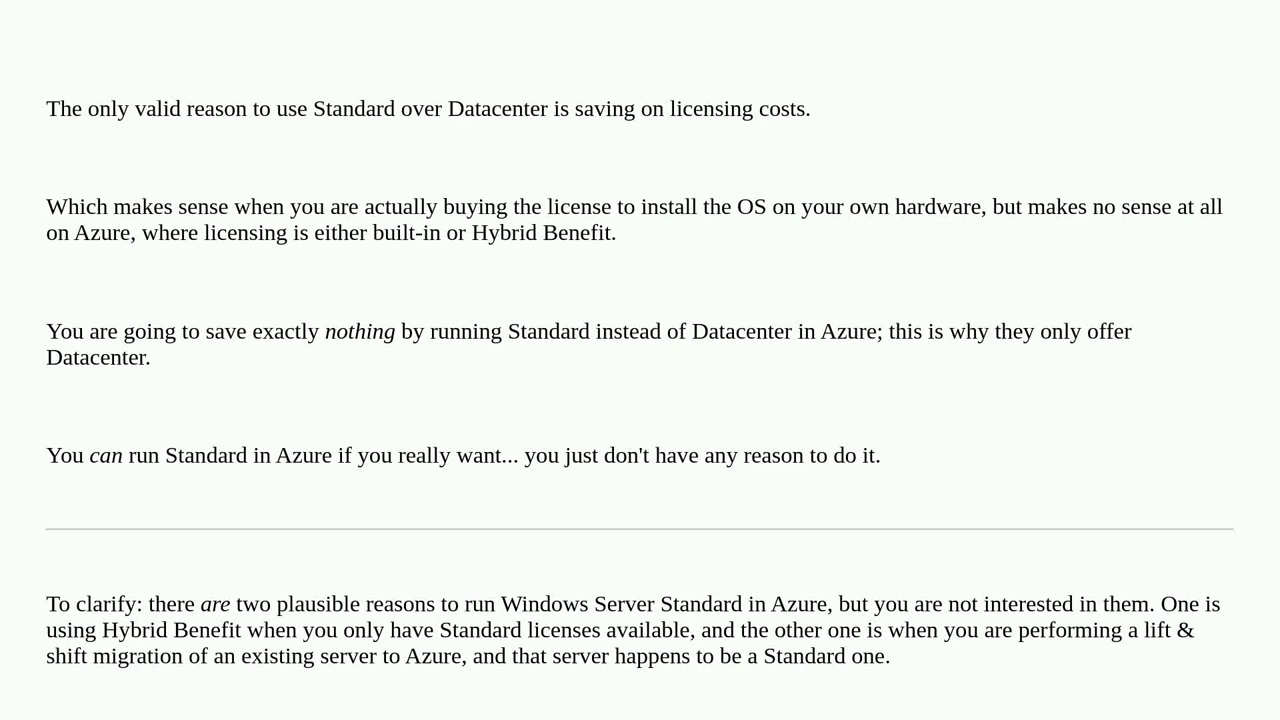 The only valid reason to use Standard over Datacenter is saving on licensing costs.
Which makes sense when you are actually buying the license to install the OS on your own hardware, but makes no sense at all
on Azure, where licensing is either built-in or Hybrid Benefit.
You are going to save exactly nothing by running Standard instead of Datacenter in Azure; this is why they only offer
Datacenter.
You can run Standard in Azure if you really want... you just don't have any reason to do it.
To clarify: there are two plausible reasons to run Windows Server Standard in Azure, but you are not interested in them. One is
using Hybrid Benefit when you only have Standard licenses available, and the other one is when you are performing a lift &
shift migration of an existing server to Azure, and that server happens to be a Standard one.